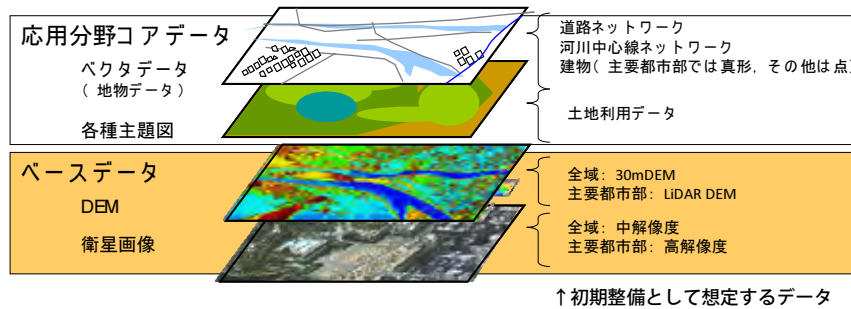 応用分野コアデータ
ベクタデータ
( 地物データ )
各種主題図
道路ネットワーク
河川中心線ネットワーク
建物( 主要都市部では真形, その他は点)
土地利用データ
ベースデータ
DEM
衛星画像
全域: 30mDEM
主要都市部: LiDAR DEM
全域: 中解像度
主要都市部: 高解像度
↑初期整備として想定するデータ